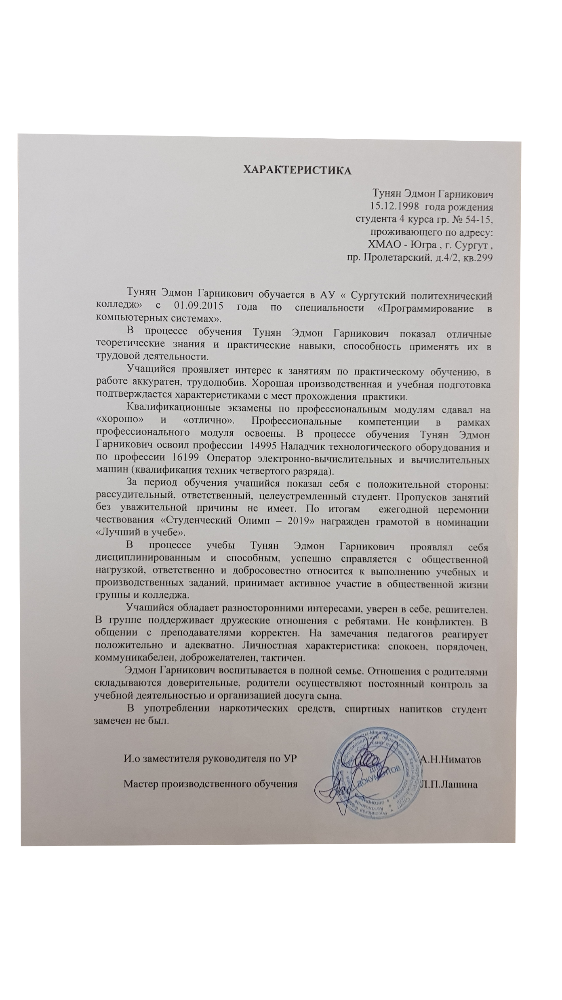 ХАРАКТЕРИСТИКА
Тунян Эдмон Гарникович
15.12.1998 года рождения
студента 4 курса гр. № 54-15,
проживающего по адресу:
ХМАО - Югра , г. Сургут ,
пр. Пролетарский, д.4/2, кв.299
Тунян Эдмон Гарникович обучается в АУ « Сургутский политехнический
колледж» с 01.09.2015 года по специальности «Программирование в
компьютерных системах».
В процессе обучения Тунян Эдмон Гарникович показал отличные
теоретические знания и практические навыки, способность применять их в
трудовой деятельности.
Учащийся проявляет интерес к занятиям по практическому обучению, в
работе аккуратен, трудолюбив. Хорошая производственная и учебная подготовка
подтверждается характеристиками с мест прохождения практики.
Квалификационные экзамены по профессиональным модулям сдавал на
«хорошо» и «отлично». Профессиональные компетенции в рамках
профессионального модуля освоены. В процессе обучения Тунян Эдмон
Гарникович освоил профессии 14995 Наладчик технологического оборудования и
по профессии 16199 Оператор электронно-вычислительных и вычислительных
машин (квалификация техник четвертого разряда).
За период обучения учащийся показал себя с положительной стороны:
рассудительный, ответственный, целеустремленный студент. Пропусков занятий
без уважительной причины не имеет. По итогам ежегодной церемонии
чествования «Студенческий Олимп – 2019» награжден грамотой в номинации
«Лучший в учебе».
В процессе учебы Тунян Эдмон Гарникович проявлял себя
дисциплинированным и способным, успешно справляется с общественной
нагрузкой, ответственно и добросовестно относится к выполнению учебных и
производственных заданий, принимает активное участие в общественной жизни
группы и колледжа.
Учащийся обладает разносторонними интересами, уверен в себе, решителен.
В группе поддерживает дружеские отношения с ребятами. Не конфликтен. В
общении с преподавателями корректен. На замечания педагогов реагирует
положительно и адекватно. Личностная характеристика: спокоен, порядочен,
коммуникабелен, доброжелателен, тактичен.
Эдмон Гарникович воспитывается в полной семье. Отношения с родителями
складываются доверительные, родители осуществляют постоянный контроль за
учебной деятельностью и организацией досуга сына.
В употреблении наркотических средств, спиртных напитков студент
замечен не был.
И.о заместителя руководителя по УР А.Н.Ниматов
Мастер производственного обучения Л.П.Лашина
ДЛЯ
ДОКУМЕНТОВ